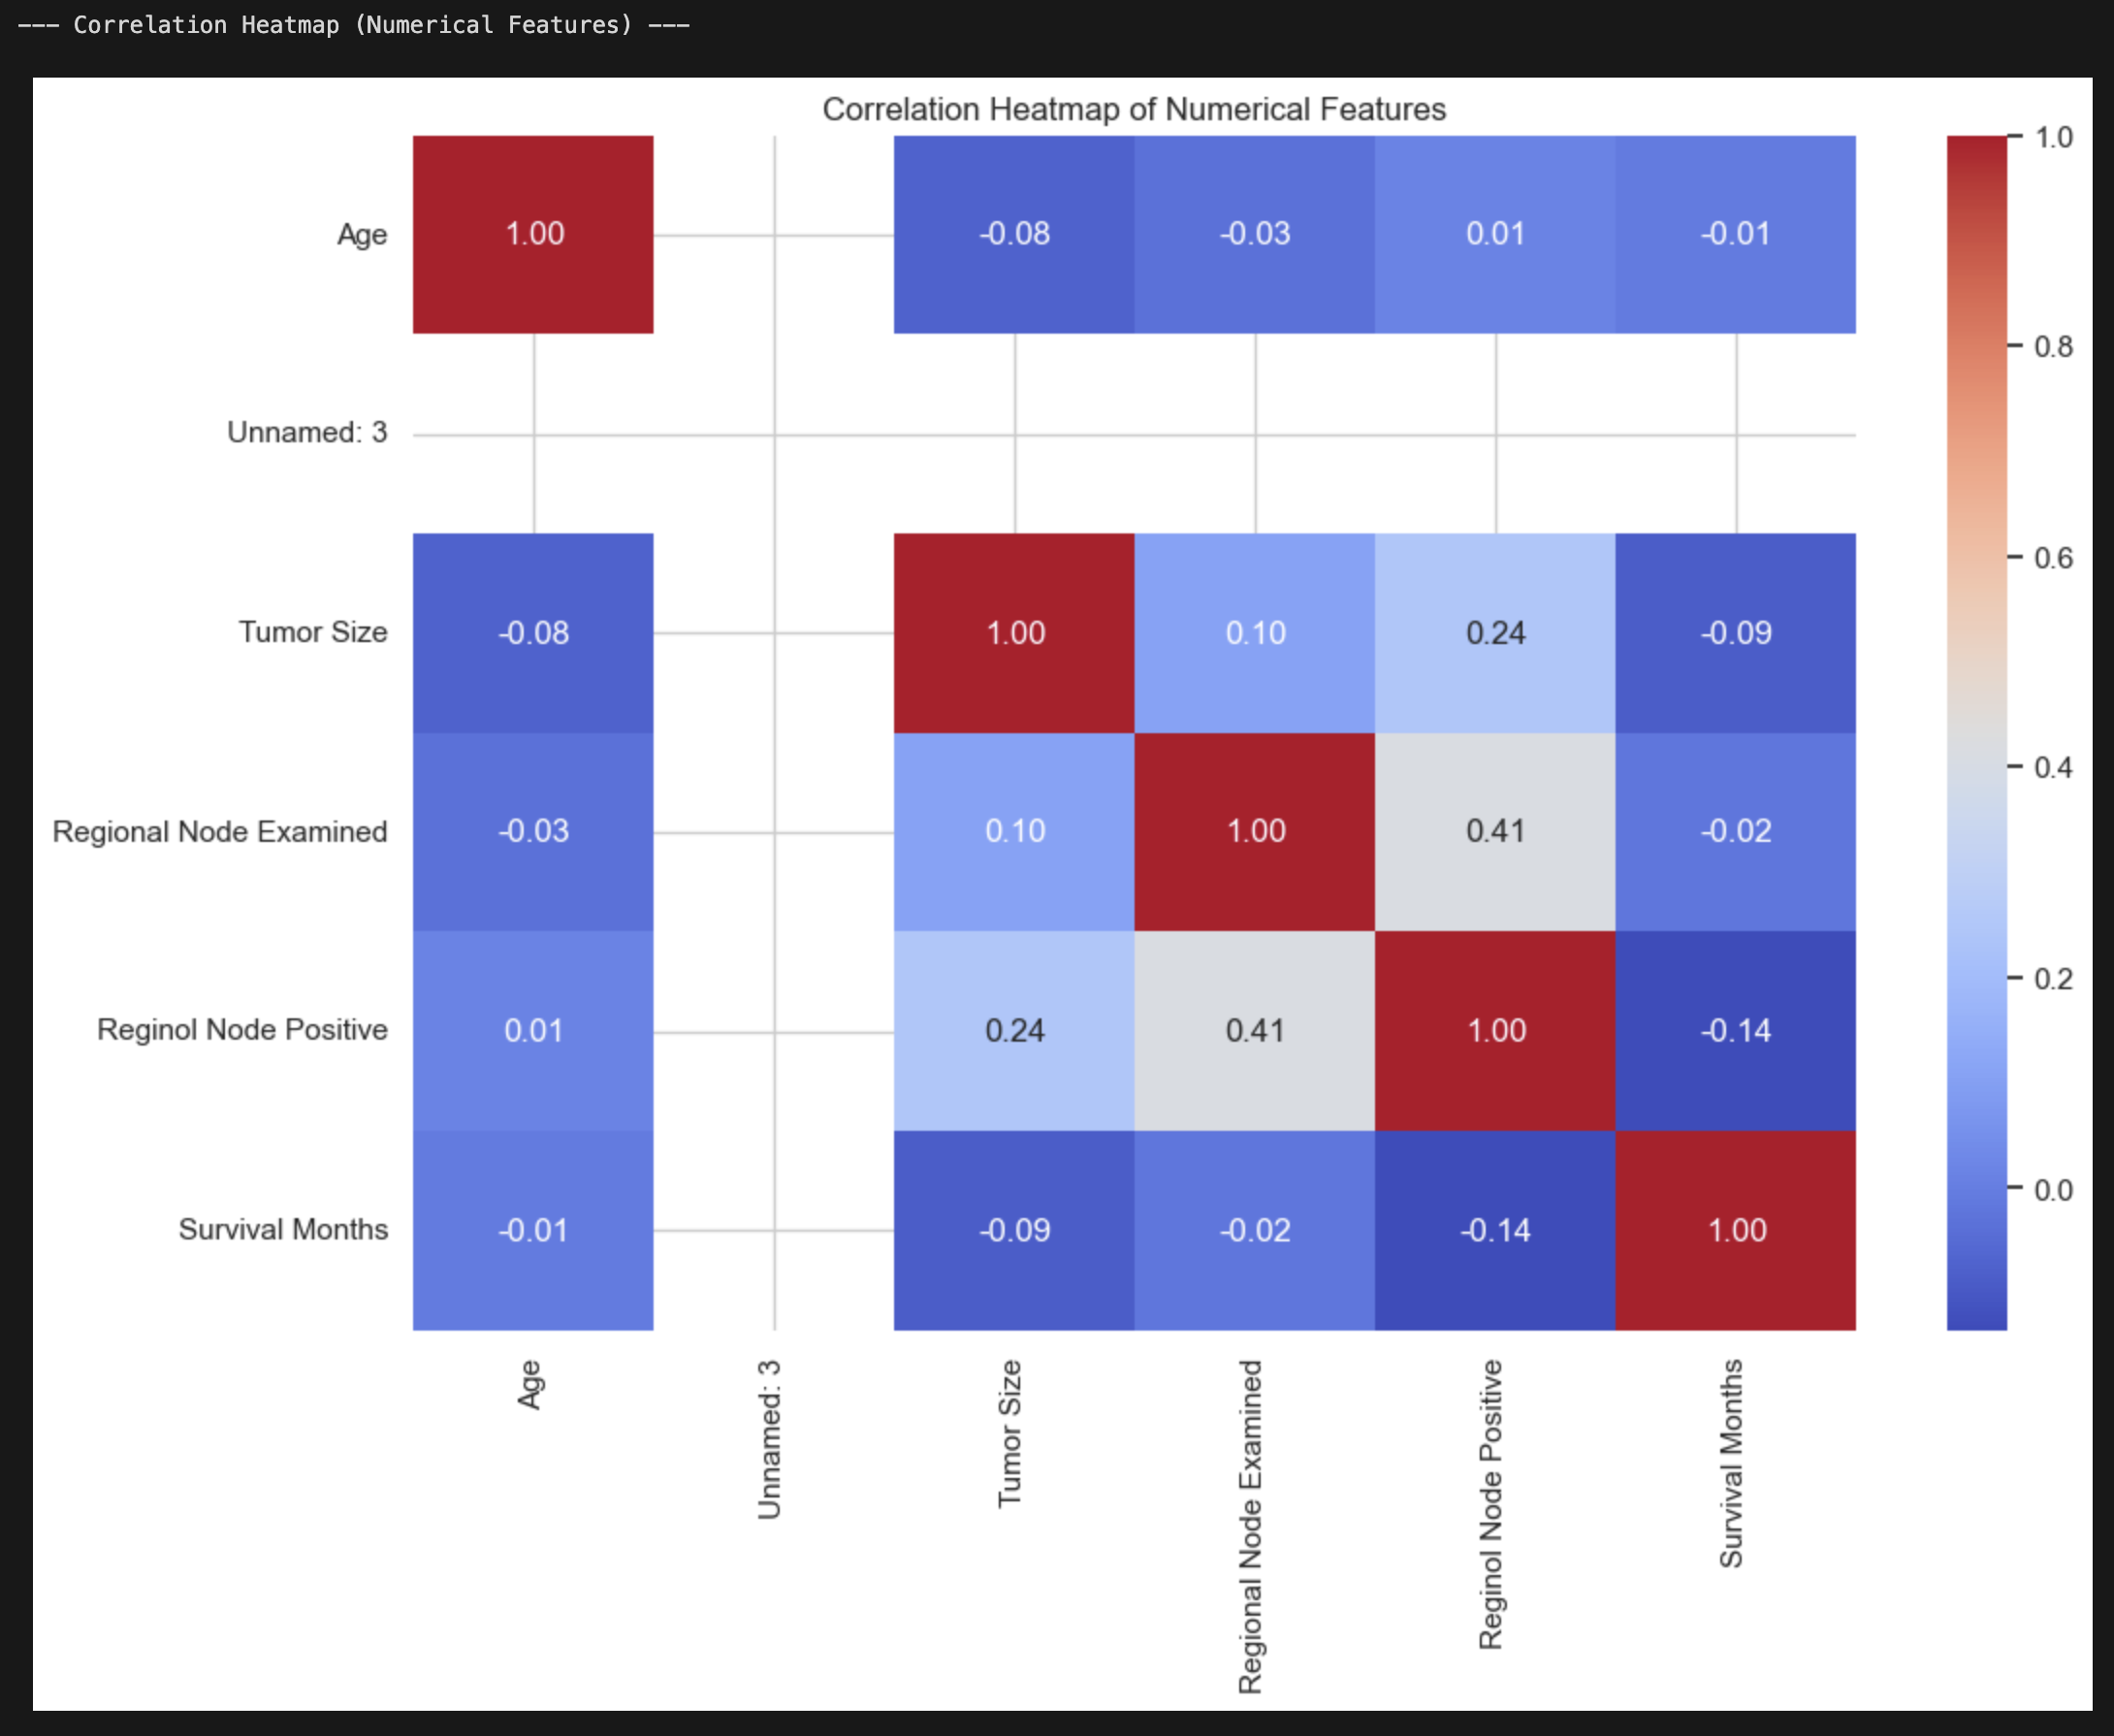 --- Correlation Heatmap (Numerical Features) ---
Correlation Heatmap of Numerical Features
Age 1.00 -0.08 -0.03 0.01 -0.01
Unnamed: 3
Tumor Size -0.08 1.00 0.10 0.24 -0.09
Regional Node Examined -0.03 0.10 1.00 0.41 -0.02
Reginol Node Positive 0.01 0.24 0.41 1.00 -0.14
Survival Months -0.01 -0.09 -0.02 -0.14 1.00
Age
Unnamed: 3
Tumor Size
Regional Node Examined
Reginol Node Positive
Survival Months
1.0
0.8
0.6
0.4
0.2
0.0